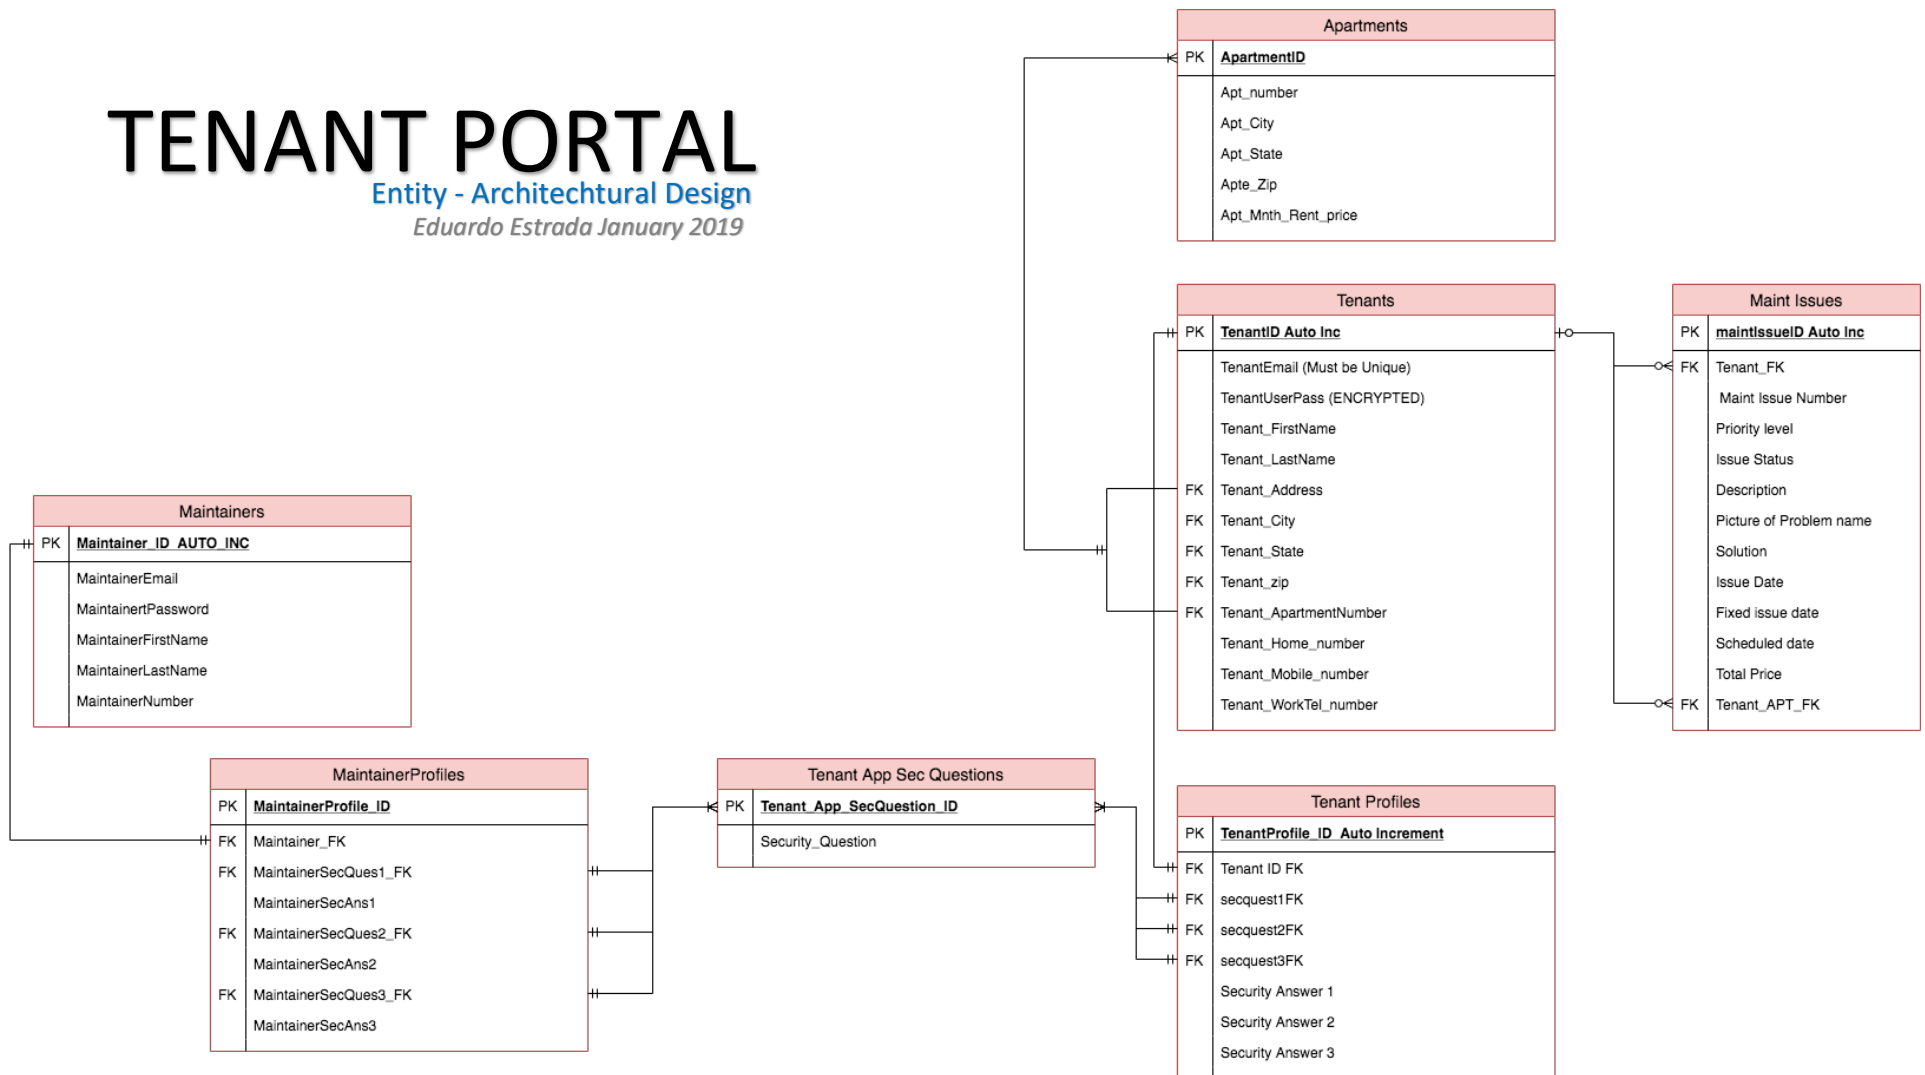 TENANT PORTAL
Entity - Architechtural Design
Eduardo Estrada January 2019
Apartments
PK ApartmentID
Apt_number
Apt_City
Apt_State
Apte_Zip
Apt_Mnth_Rent_price
Tenants
PK TenantID Auto Inc
TenantEmail (Must be Unique)
TenantUserPass (ENCRYPTED)
Tenant_FirstName
Tenant_LastName
FK Tenant_Address
FK Tenant_City
FK Tenant_State
FK Tenant_zip
FK Tenant_ApartmentNumber
Tenant_Home_number
Tenant_Mobile_number
Tenant_WorkTel_number
Maint Issues
PK maintIssueID Auto Inc
FK Tenant_FK
Maint Issue Number
Priority level
Issue Status
Description
Picture of Problem name
Solution
Issue Date
Fixed issue date
Scheduled date
Total Price
FK Tenant_APT_FK
Maintainers
PK Maintainer_ID AUTO_INC
MaintainerEmail
MaintainertPassword
MaintainerFirstName
MaintainerLastName
MaintainerNumber
MaintainerProfiles
PK MaintainerProfile_ID
FK Maintainer_FK
FK MaintainerSecQues1_FK
MaintainerSecAns1
FK MaintainerSecQues2_FK
MaintainerSecAns2
FK MaintainerSecQues3_FK
MaintainerSecAns3
Tenant App Sec Questions
PK Tenant_App_SecQuestion_ID
Security_Question
Tenant Profiles
PK TenantProfile_ID Auto Increment
FK Tenant ID FK
FK secquest1FK
FK secquest2FK
FK secquest3FK
Security Answer 1
Security Answer 2
Security Answer 3